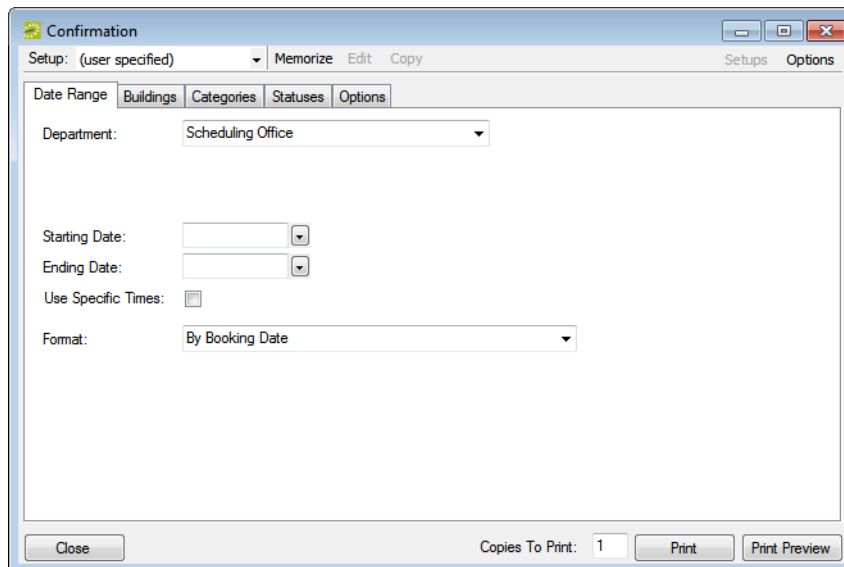 Confirmation
Setup: (user specified) Memorize Edit Copy Setups Options
Date Range Buildings Categories Statuses Options
Department: Scheduling Office
Starting Date:
Ending Date:
Use Specific Times:
Format: By Booking Date
Close Copies To Print: 1 Print Print Preview